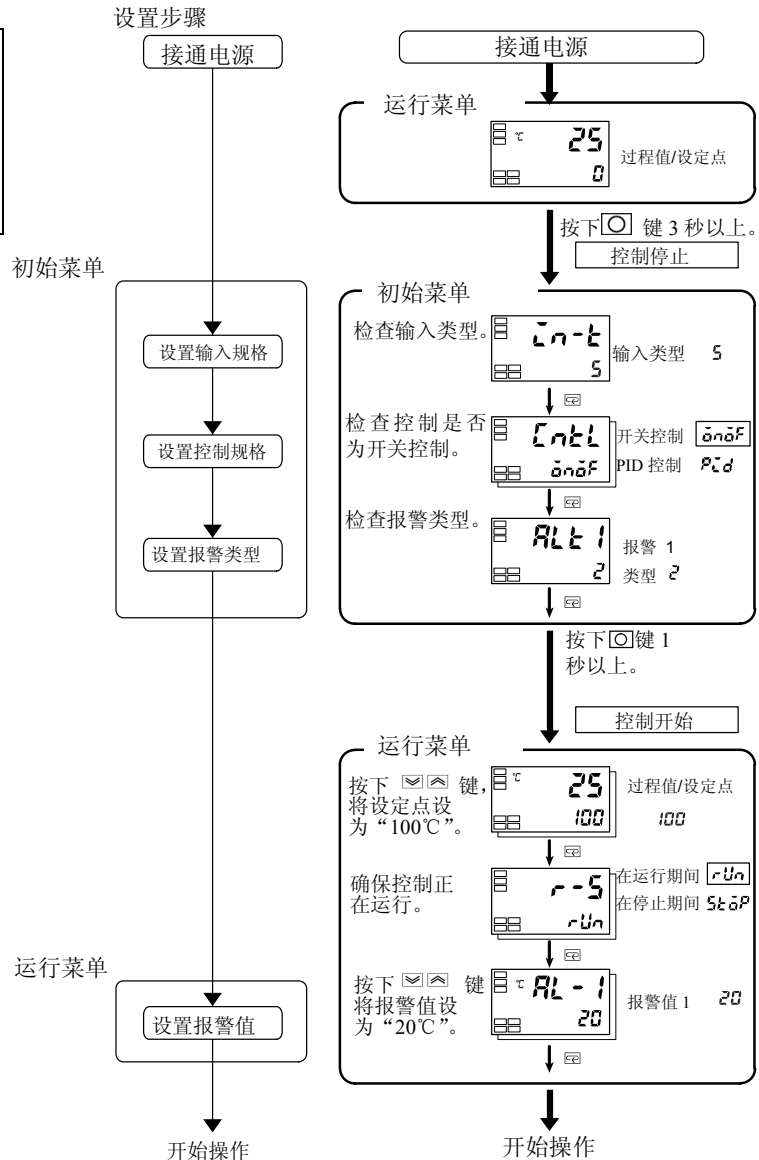 设置步骤
接通电源
初始菜单
设置输入规格
设置控制规格
设置报警类型
运行菜单
设置报警值
开始操作
接通电源
运行菜单
℃ 25
0
过程值/设定点
按下 键 3 秒以上。
控制停止
初始菜单
检查输入类型。
in-t
5
输入类型 5
检查控制是否
为开关控制。
Cntl
onoF
开关控制 onoF
PID 控制 Pid
检查报警类型。
ALt1
2
报警 1
类型 2
按下 键 1
秒以上。
控制开始
运行菜单
按下 键,
将设定点设
为“100℃”。
℃ 25
100
过程值/设定点
100
确保控制正
在运行。
r-S
rUn
在运行期间 rUn
在停止期间 StoP
按下 键
将报警值设
为“20℃”。
℃ AL-1
20
报警值 1 20
开始操作